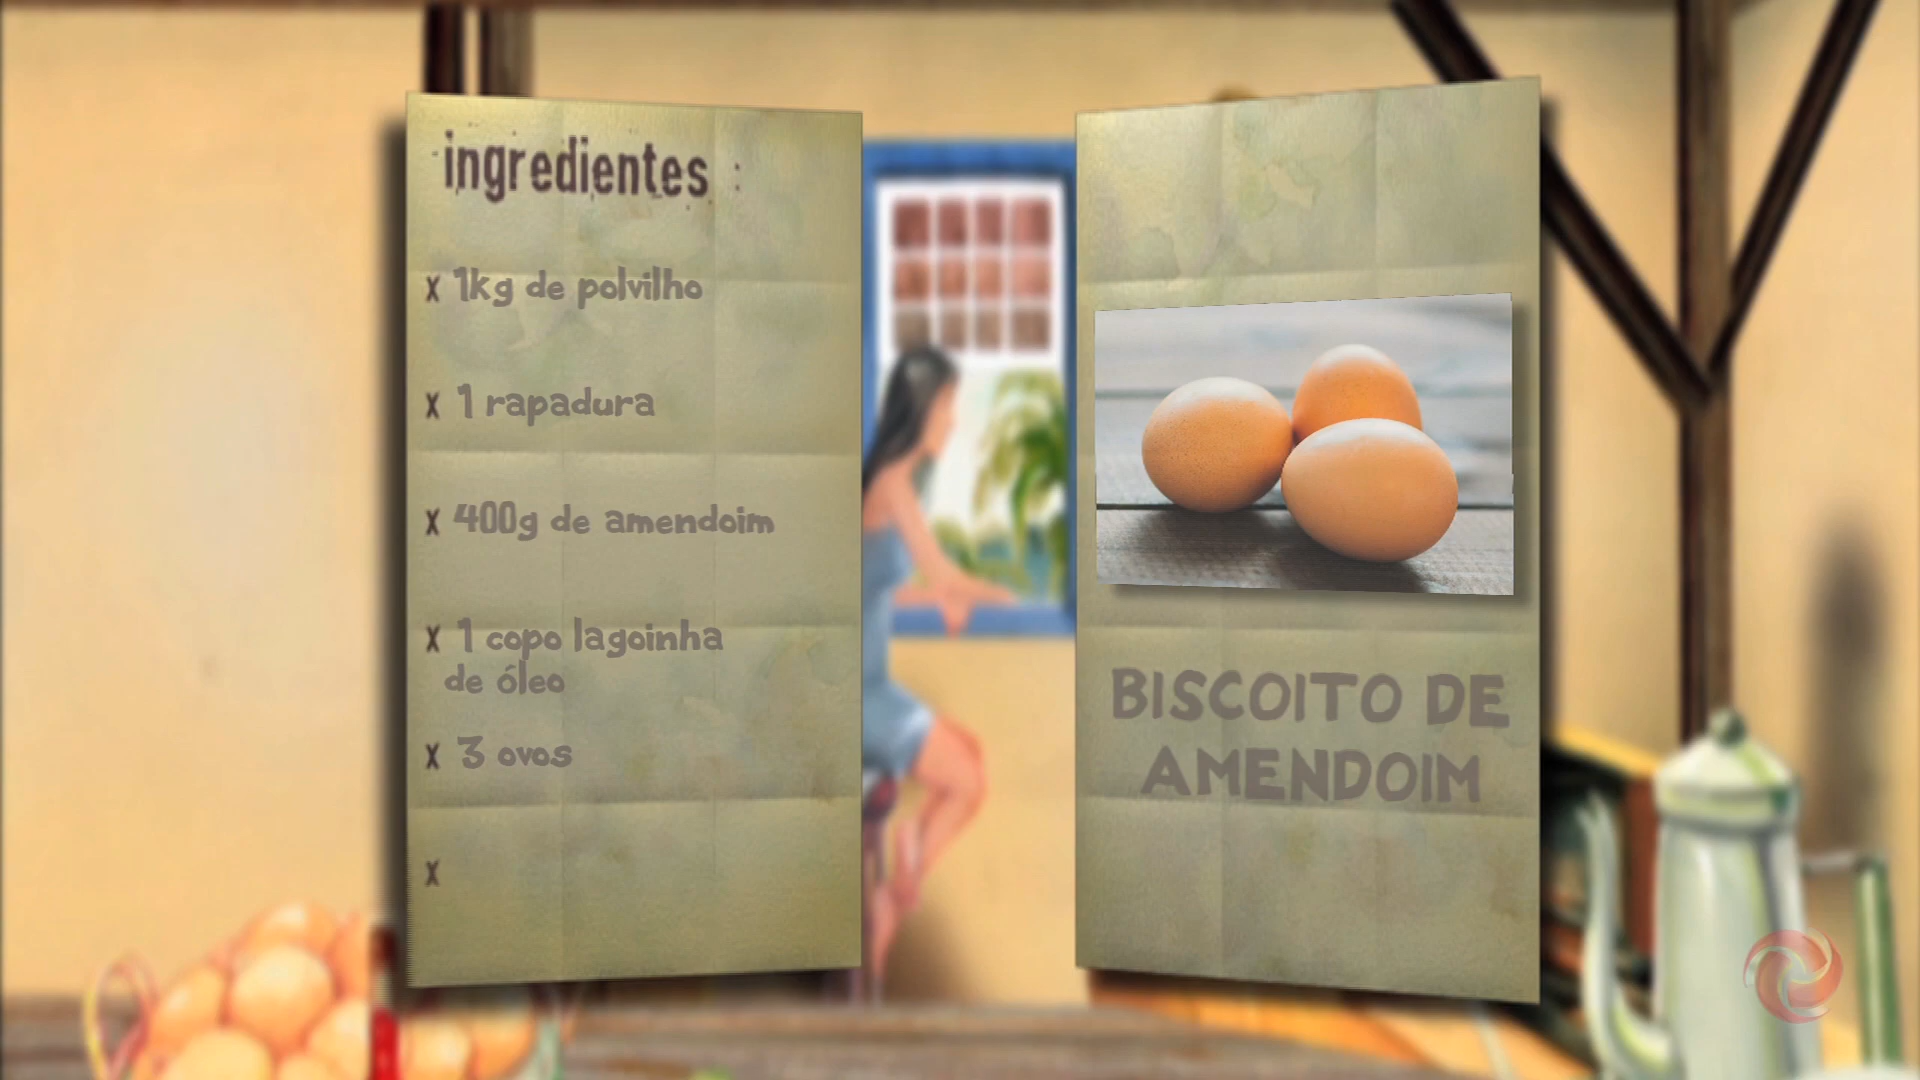 ingredientes :
x 1kg de polvilho
x 1 rapadura
x 400g de amendoim
x 1 copo lagoinha
de óleo
x 3 ovos
x
BISCOITO DE
AMENDOIM